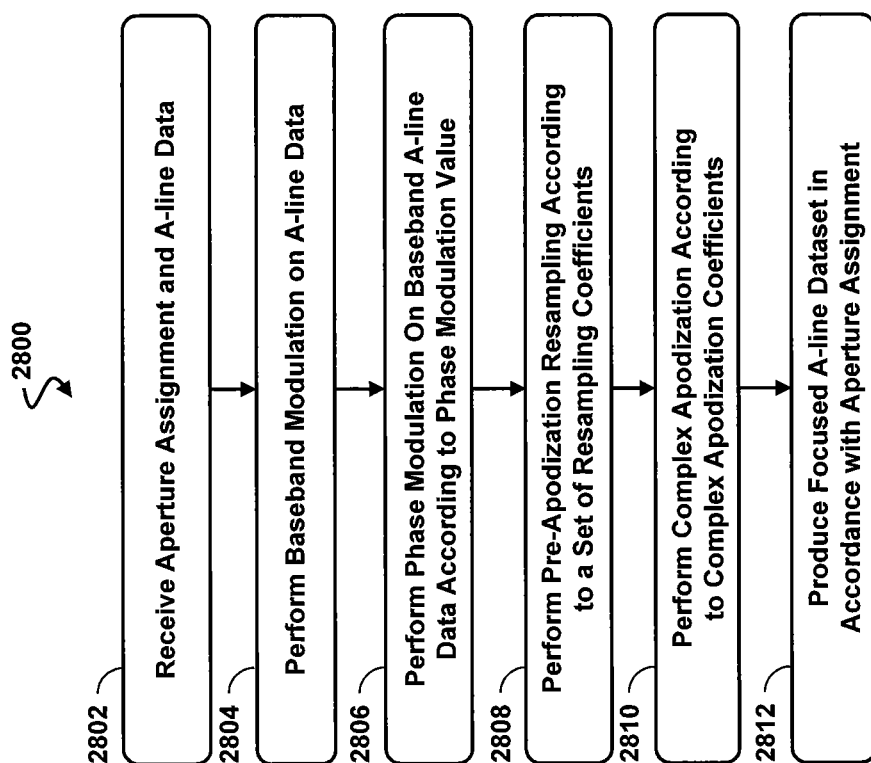 2800
2802
Receive Aperture Assignment and A-line Data
2804
Perform Baseband Modulation on A-line Data
2806
Perform Phase Modulation On Baseband A-line
Data According to Phase Modulation Value
2808
Perform Pre-Apodization Resampling According
to a Set of Resampling Coefficients
2810
Perform Complex Apodization According
to Complex Apodization Coefficients
2812
Produce Focused A-line Dataset in
Accordance with Aperture Assignment